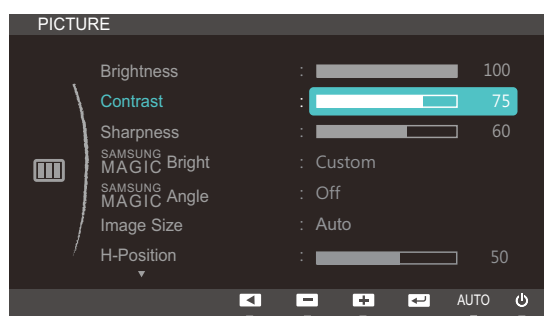 PICTURE
Brightness : 100
Contrast : 75
Sharpness : 60
SAMSUNG MAGIC Bright : Custom
SAMSUNG MAGIC Angle : Off
Image Size : Auto
H-Position : 50
AUTO